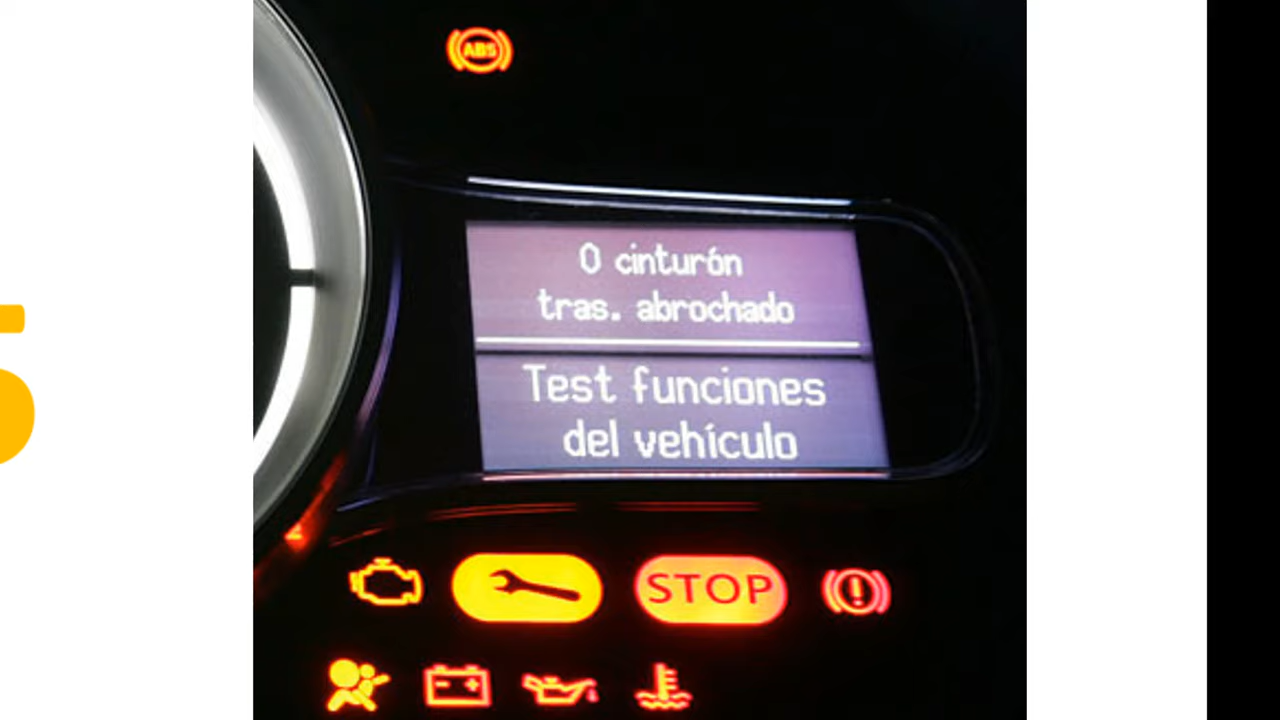 ABS
0 cinturón
tras. abrochado
Test funciones
del vehículo
STOP